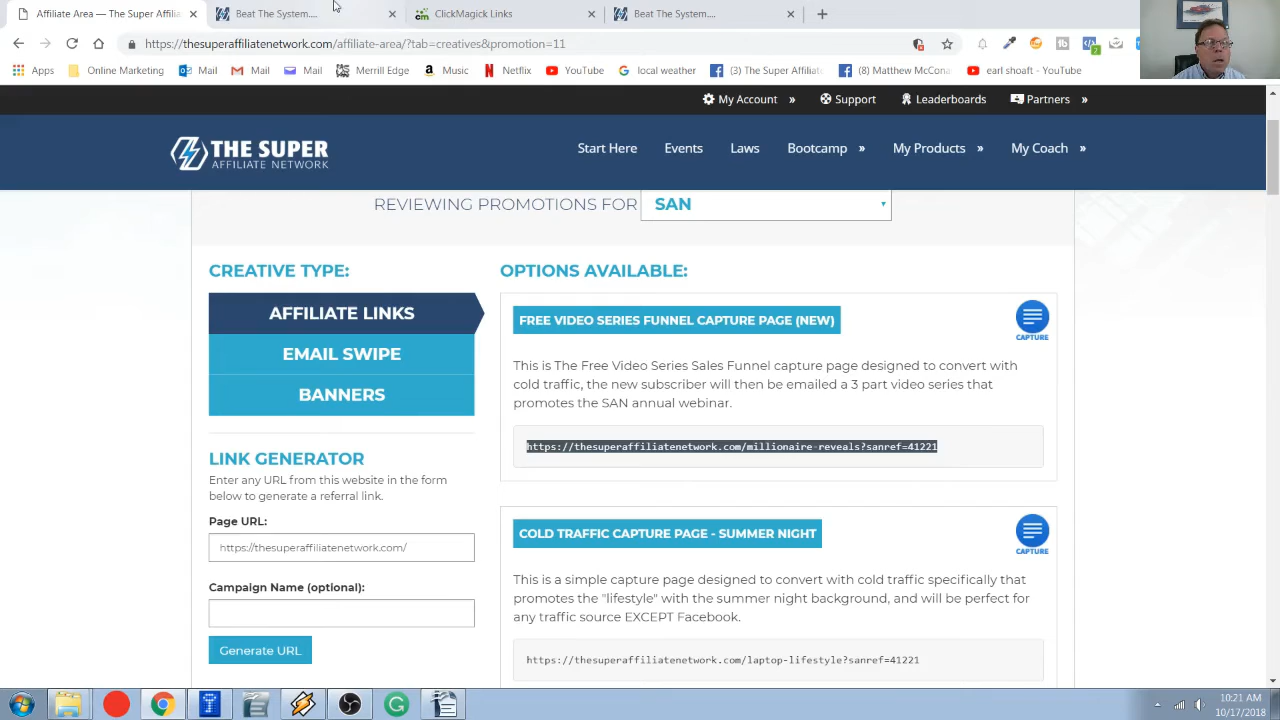 Affiliate Area — The Super Affilia
Beat The System....
ClickMagick Links
Beat The System....
https://thesuperaffiliatenetwork.com/affiliate-area/?tab=creatives&promotion=11
Apps
Online Marketing
Mail
Mail
Mail
Merrill Edge
Music
Netflix
YouTube
local weather
(3) The Super Affilia
(8) Matthew McCona
earl shoaft - YouTube
My Account »
Support
Leaderboards
Partners »
THE SUPER
AFFILIATE NETWORK
Start Here
Events
Laws
Bootcamp »
My Products »
My Coach »
REVIEWING PROMOTIONS FOR
SAN
CREATIVE TYPE:
AFFILIATE LINKS
EMAIL SWIPE
BANNERS
LINK GENERATOR
Enter any URL from this website in the form
below to generate a referral link.
Page URL:
https://thesuperaffiliatenetwork.com/
Campaign Name (optional):
Generate URL
OPTIONS AVAILABLE:
FREE VIDEO SERIES FUNNEL CAPTURE PAGE (NEW)
CAPTURE
This is The Free Video Series Sales Funnel capture page designed to convert with
cold traffic, the new subscriber will then be emailed a 3 part video series that
promotes the SAN annual webinar.
https://thesuperaffiliatenetwork.com/millionaire-reveals?sanref=41221
COLD TRAFFIC CAPTURE PAGE - SUMMER NIGHT
CAPTURE
This is a simple capture page designed to convert with cold traffic specifically that
promotes the "lifestyle" with the summer night background, and will be perfect for
any traffic source EXCEPT Facebook.
https://thesuperaffiliatenetwork.com/laptop-lifestyle?sanref=41221
10:21 AM
10/17/2018